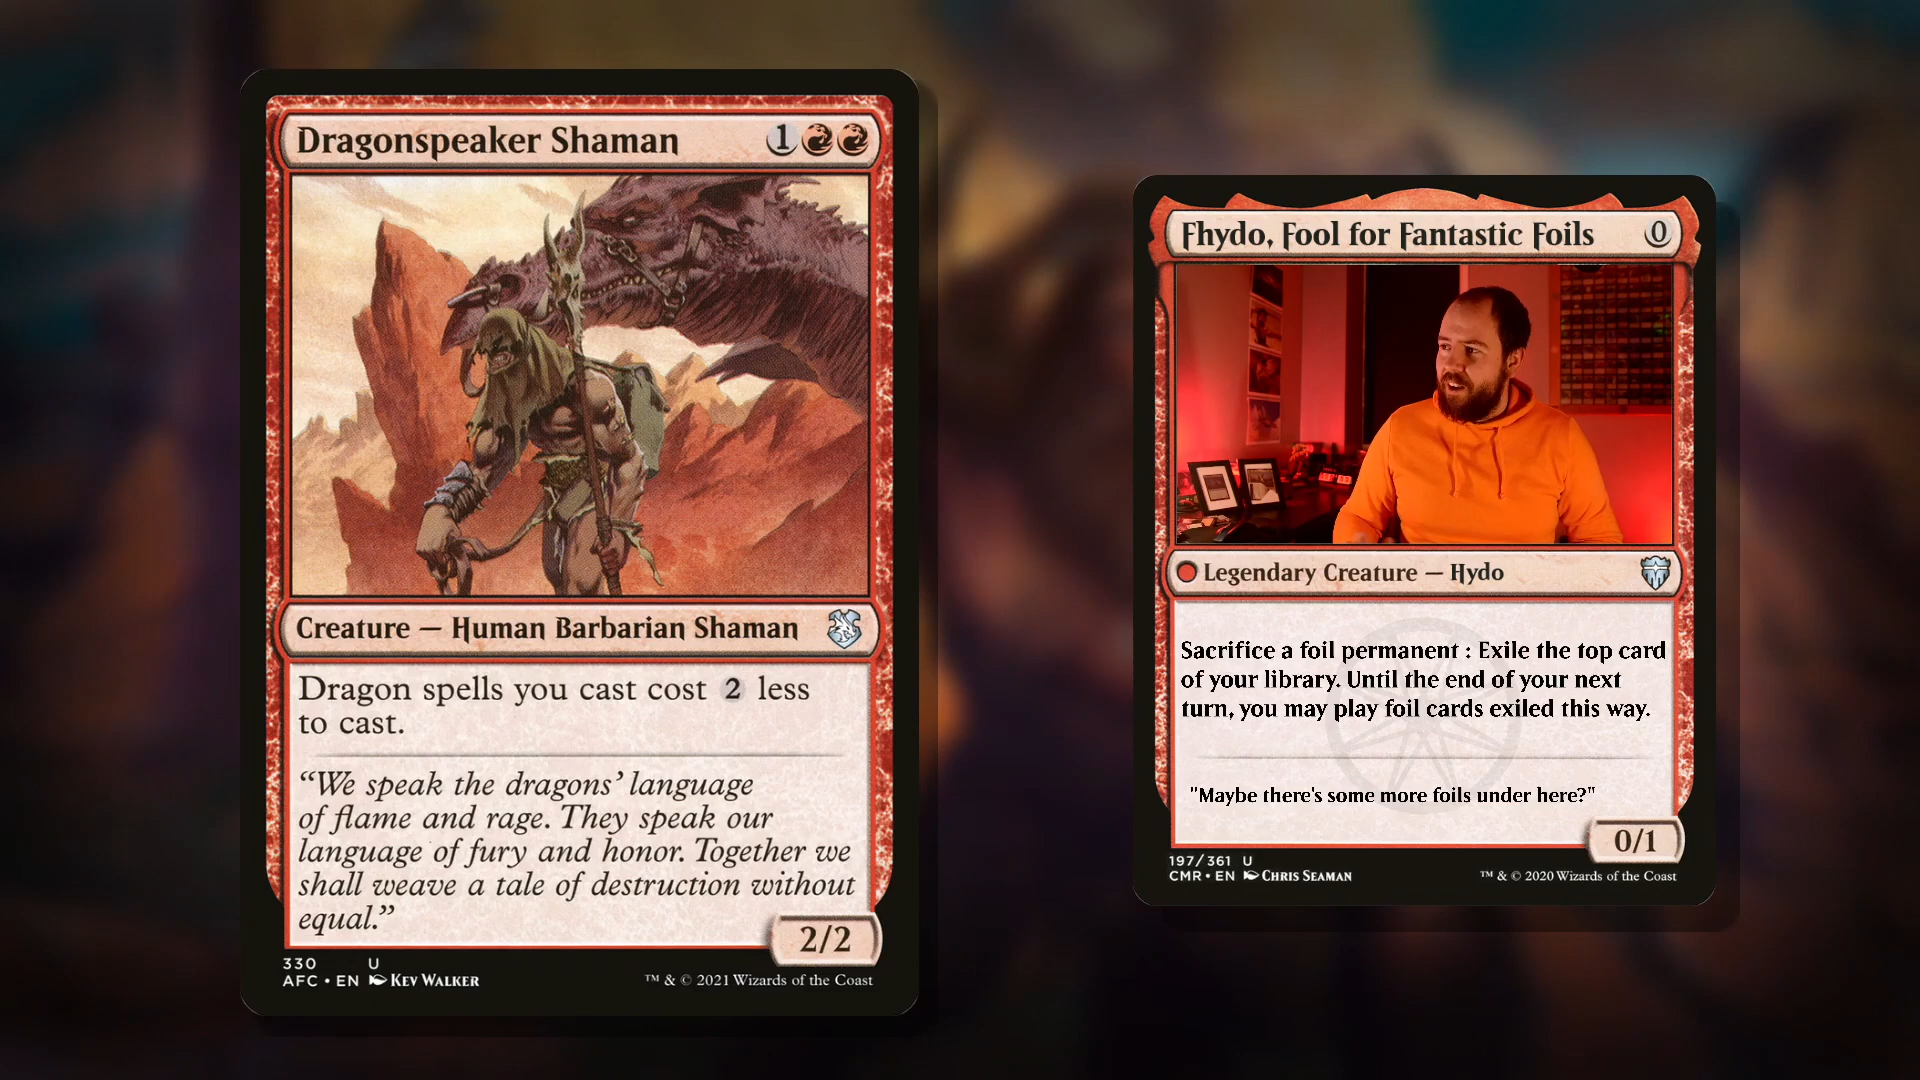 Dragonspeaker Shaman 1
Creature — Human Barbarian Shaman
Dragon spells you cast cost 2 less
to cast.
“We speak the dragons’ language
of flame and rage. They speak our
language of fury and honor. Together we
shall weave a tale of destruction without
equal.”
2/2
330 U
AFC • EN Kev Walker
™ & © 2021 Wizards of the Coast
Fhydo, Fool for Fantastic Foils 0
Legendary Creature — Hydo
Sacrifice a foil permanent : Exile the top card
of your library. Until the end of your next
turn, you may play foil cards exiled this way.
"Maybe there's some more foils under here?"
0/1
197/361 U
CMR • EN Chris Seaman
™ & © 2020 Wizards of the Coast